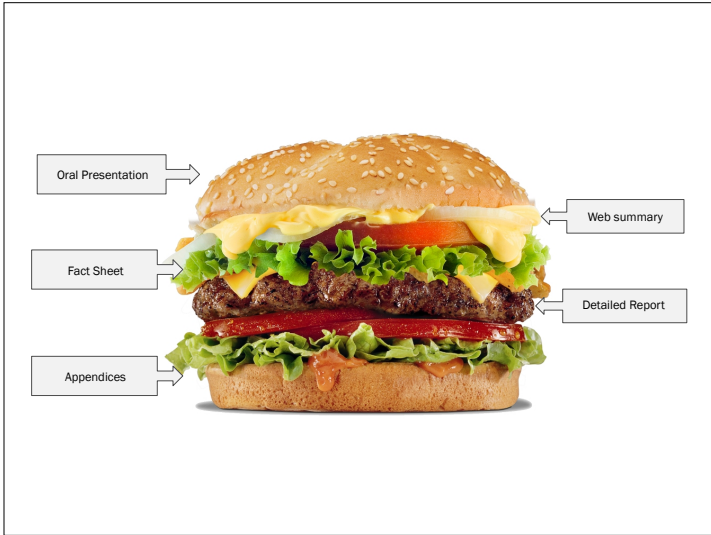 Oral Presentation
Web summary
Fact Sheet
Detailed Report
Appendices